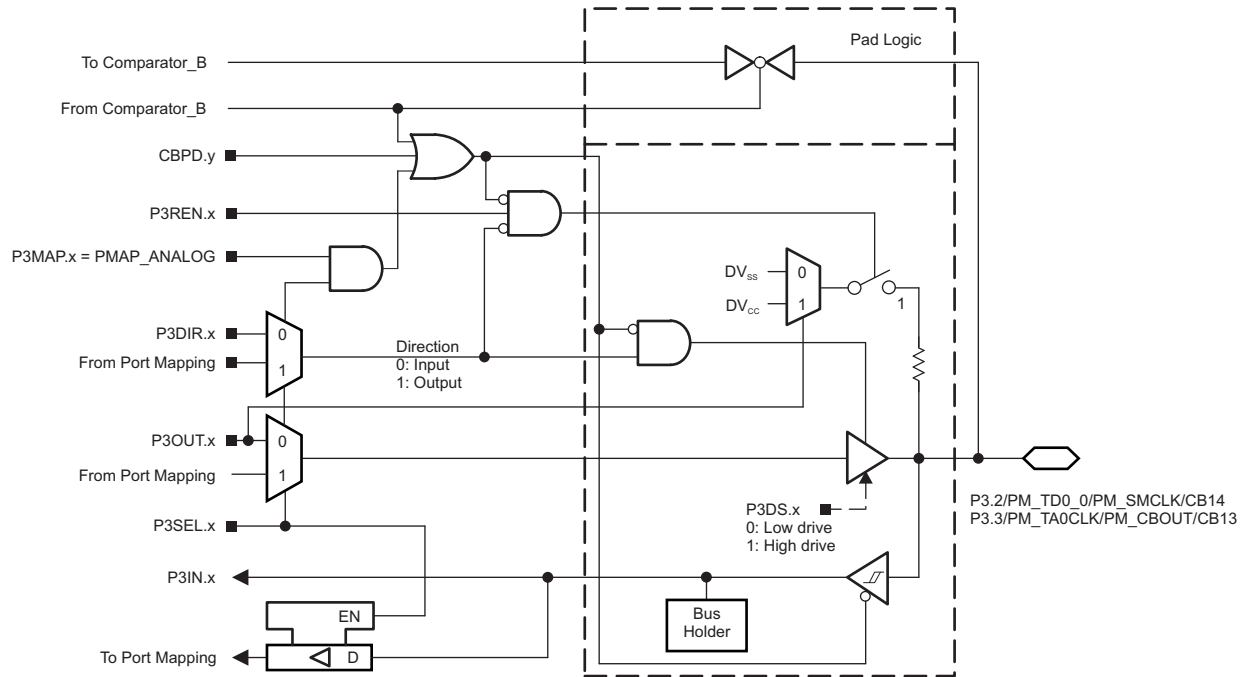 Pad Logic
To Comparator_B
From Comparator_B
CBPD.y
P3REN.x
P3MAP.x = PMAP_ANALOG
DVSS
0
DVCC
1
1
P3DIR.x
0
Direction
0: Input
1: Output
From Port Mapping
1
P3OUT.x
0
From Port Mapping
1
P3DS.x
0: Low drive
1: High drive
P3.2/PM_TD0_0/PM_SMCLK/CB14
P3.3/PM_TA0CLK/PM_CBOUT/CB13
P3SEL.x
P3IN.x
EN
Bus
Holder
To Port Mapping
D